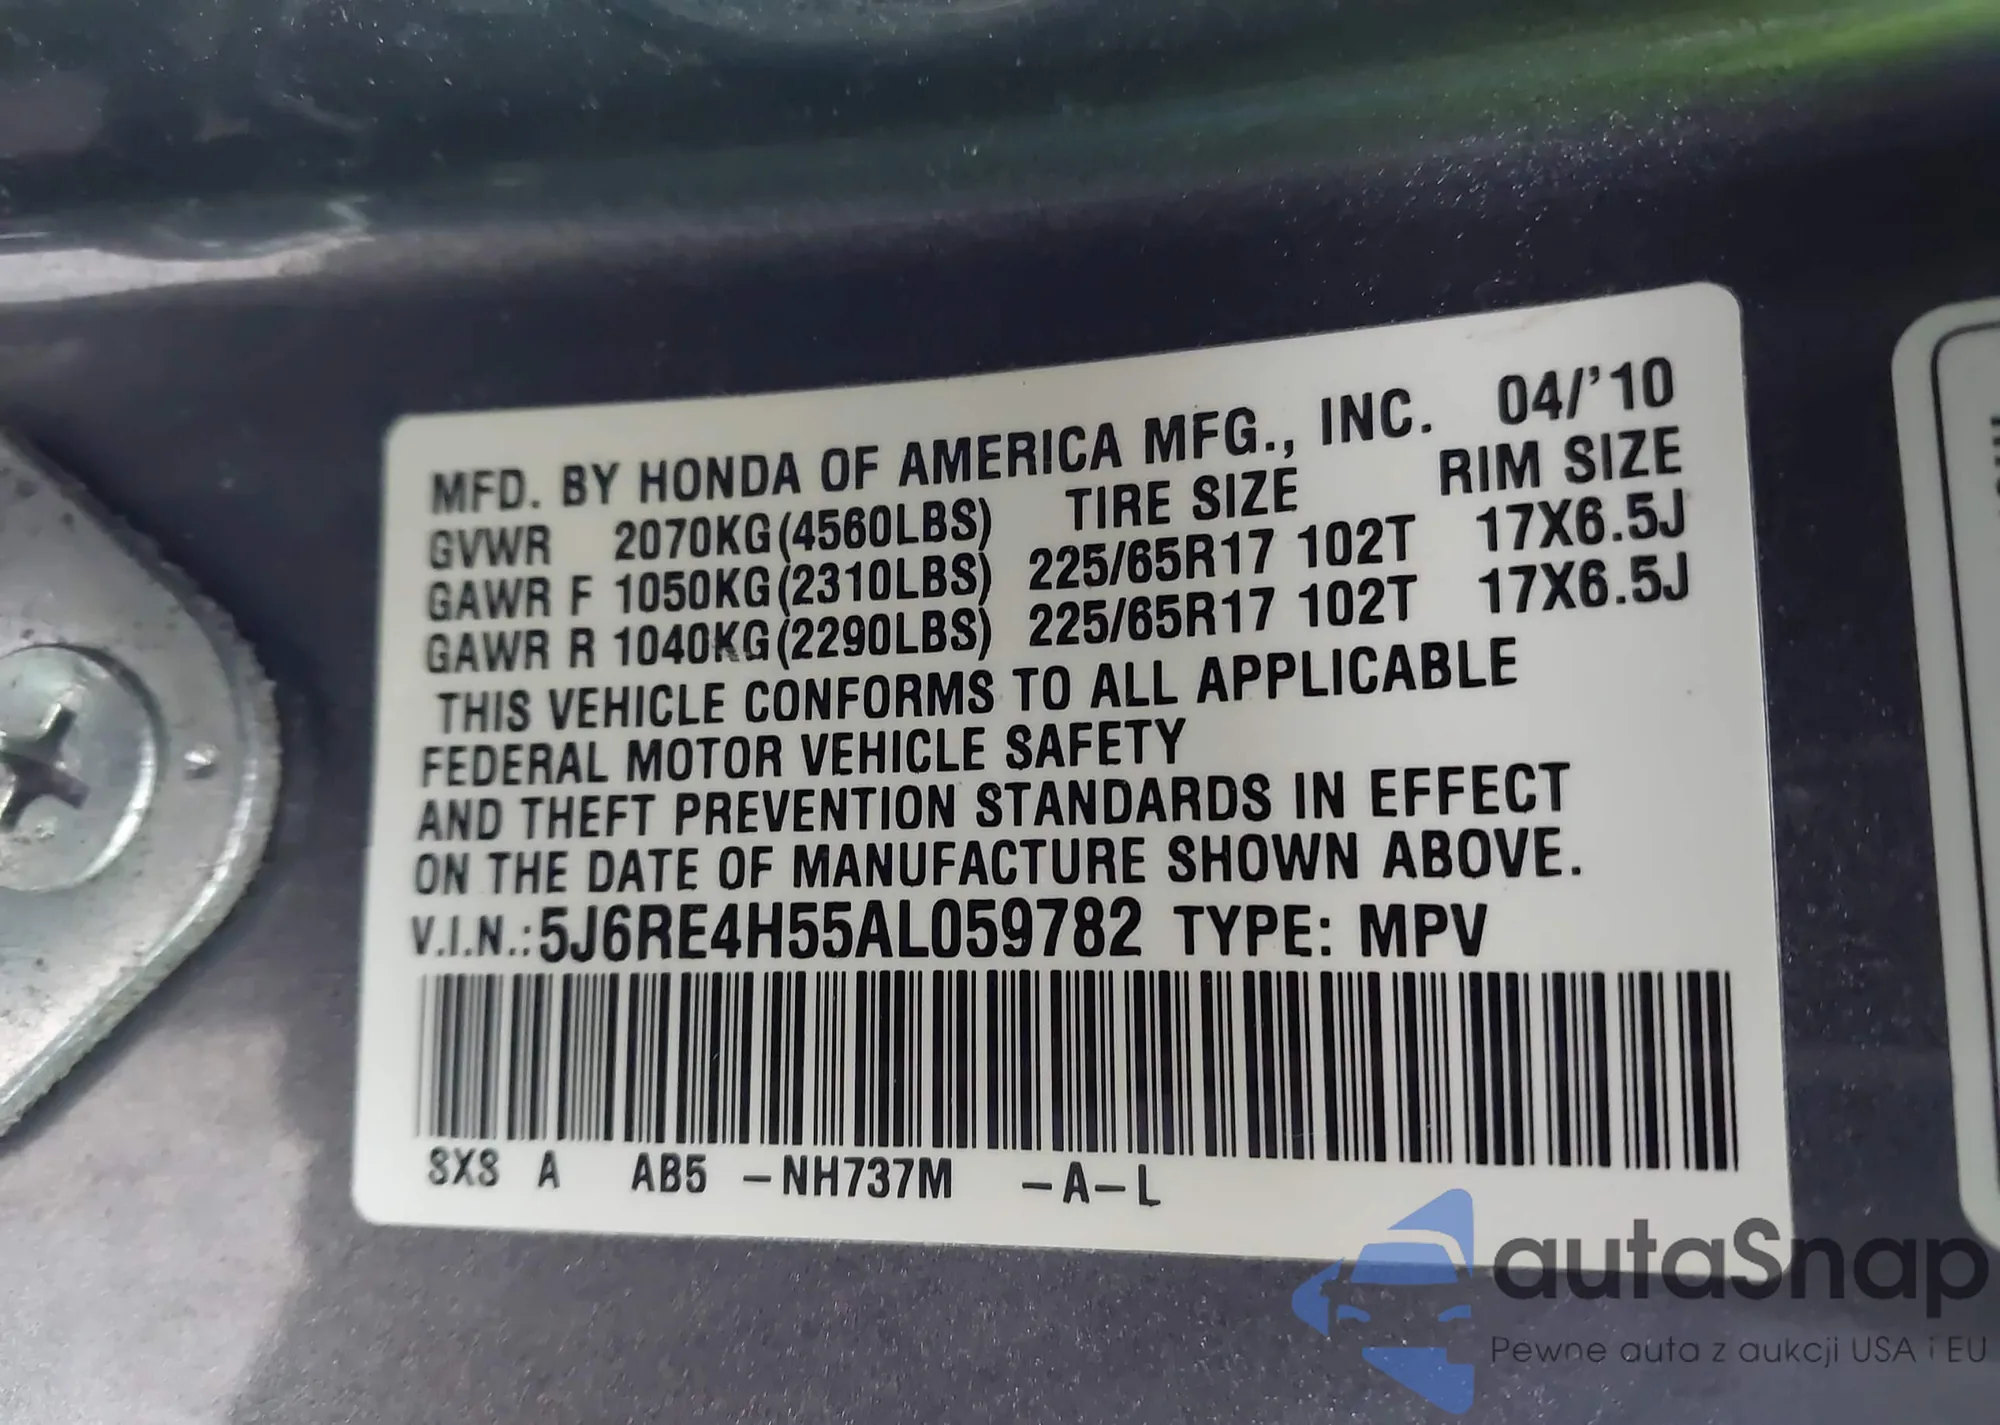 MFD. BY HONDA OF AMERICA MFG., INC. 04/'10
GVWR 2070KG(4560LBS) TIRE SIZE RIM SIZE
GAWR F 1050KG(2310LBS) 225/65R17 102T 17X6.5J
GAWR R 1040KG(2290LBS) 225/65R17 102T 17X6.5J
THIS VEHICLE CONFORMS TO ALL APPLICABLE
FEDERAL MOTOR VEHICLE SAFETY
AND THEFT PREVENTION STANDARDS IN EFFECT
ON THE DATE OF MANUFACTURE SHOWN ABOVE.
V.I.N.:5J6RE4H55AL059782 TYPE: MPV
SXS A AB5 -NH737M -A-L
autaSnap
Pewne auta z aukcji USA i EU